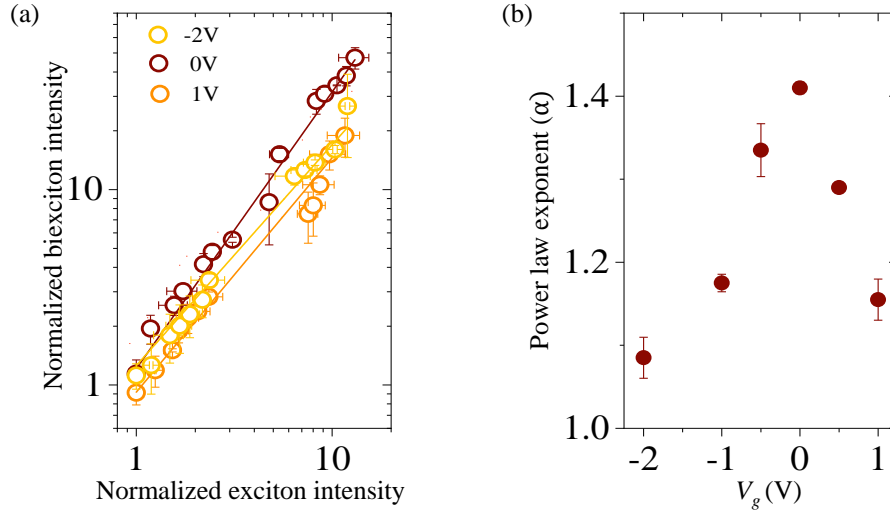 (a)
-2V
0V
1V
Normalized biexciton intensity
10
1
1
10
Normalized exciton intensity
(b)
Power law exponent (α)
1.4
1.2
1.0
-2
-1
0
1
V_g (V)